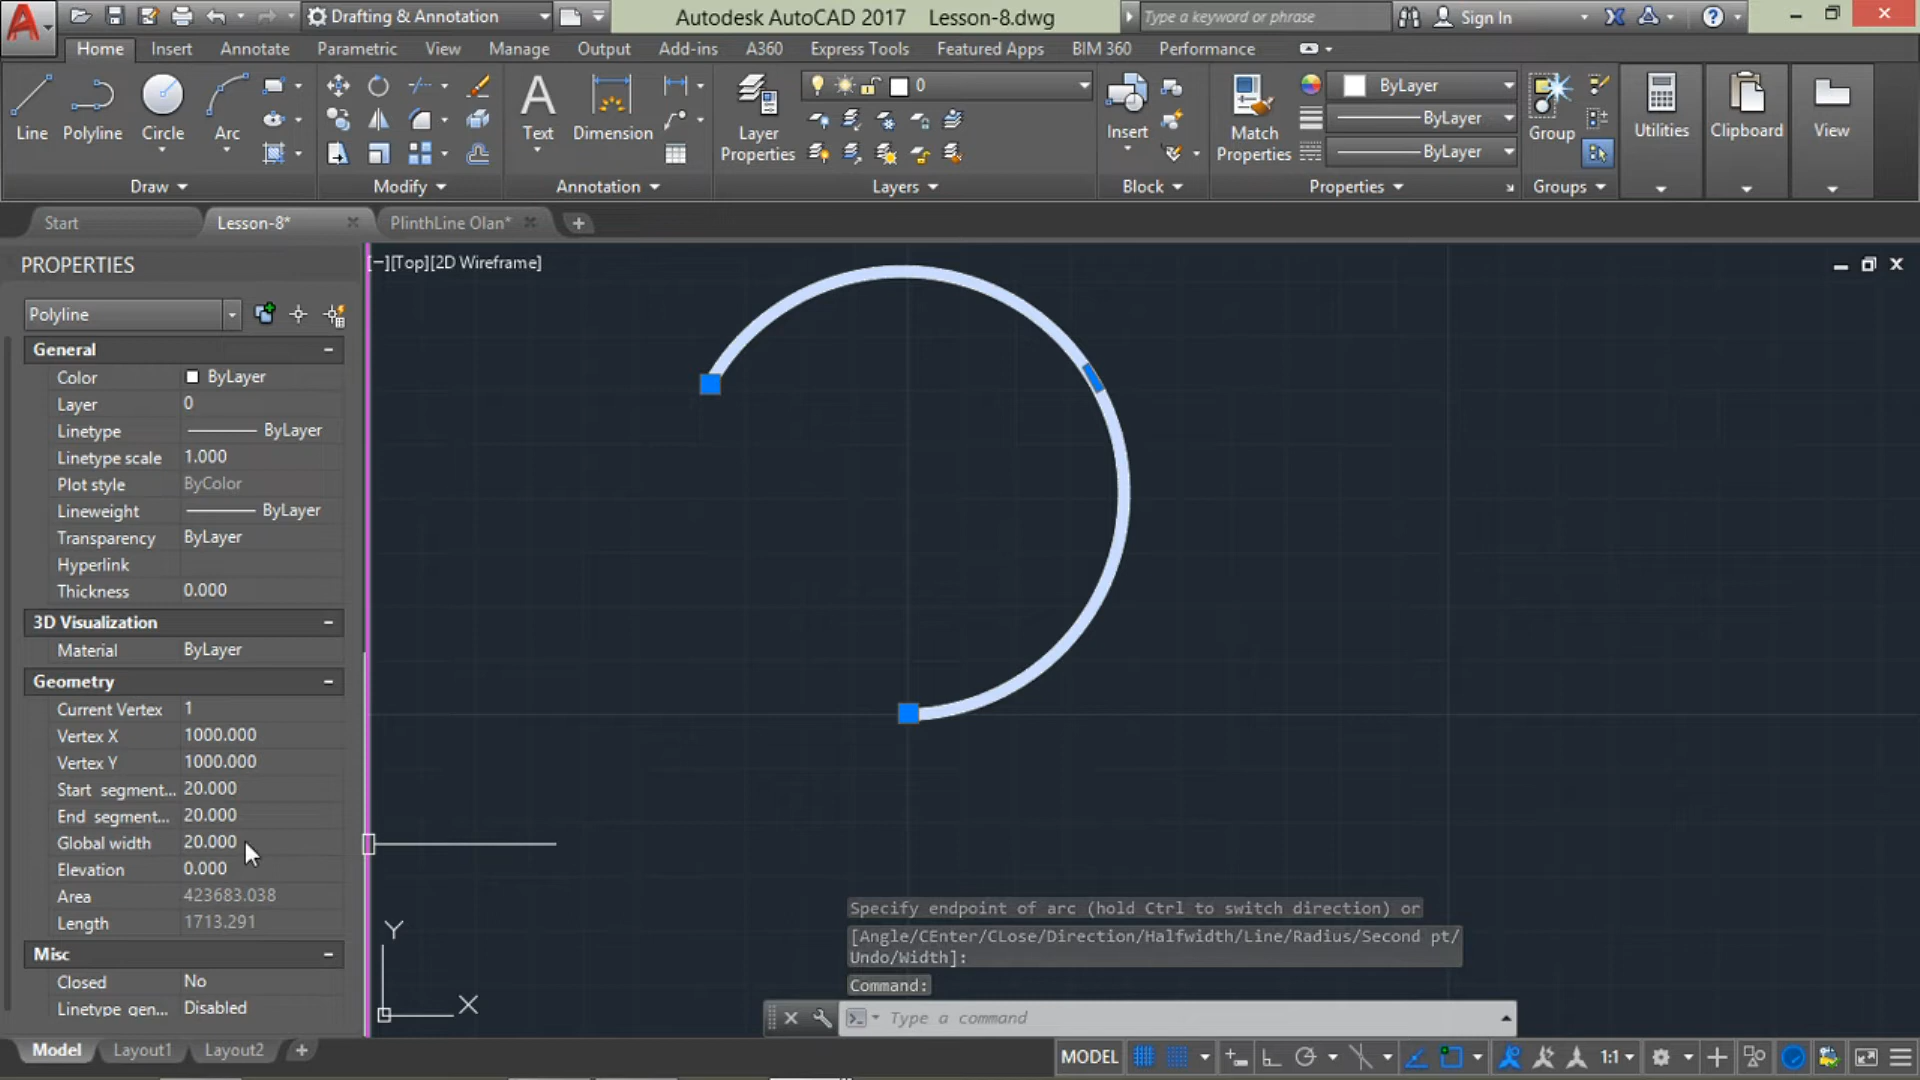 Drafting & Annotation
Autodesk AutoCAD 2017 Lesson-8.dwg
Type a keyword or phrase
Sign In
Home Insert Annotate Parametric View Manage Output Add-ins A360 Express Tools Featured Apps BIM 360 Performance
Line Polyline Circle Arc
Text Dimension
Layer Properties
0
Insert
Match Properties
ByLayer
ByLayer
ByLayer
Group
Utilities Clipboard View
Draw Modify Annotation Layers Block Properties Groups
Start Lesson-8* PlinthLine Olan*
PROPERTIES
[−][Top][2D Wireframe]
Polyline
General
Color ByLayer
Layer 0
Linetype ByLayer
Linetype scale 1.000
Plot style ByColor
Lineweight ByLayer
Transparency ByLayer
Hyperlink
Thickness 0.000
3D Visualization
Material ByLayer
Geometry
Current Vertex 1
Vertex X 1000.000
Vertex Y 1000.000
Start segment... 20.000
End segment... 20.000
Global width 20.000
Elevation 0.000
Area 423683.038
Length 1713.291
Misc
Closed No
Linetype gen... Disabled
Y
X
Specify endpoint of arc (hold Ctrl to switch direction) or
[Angle/CEnter/CLose/Direction/Halfwidth/Line/Radius/Second pt/
Undo/Width]:
Command:
Type a command
Model Layout1 Layout2
MODEL
1:1